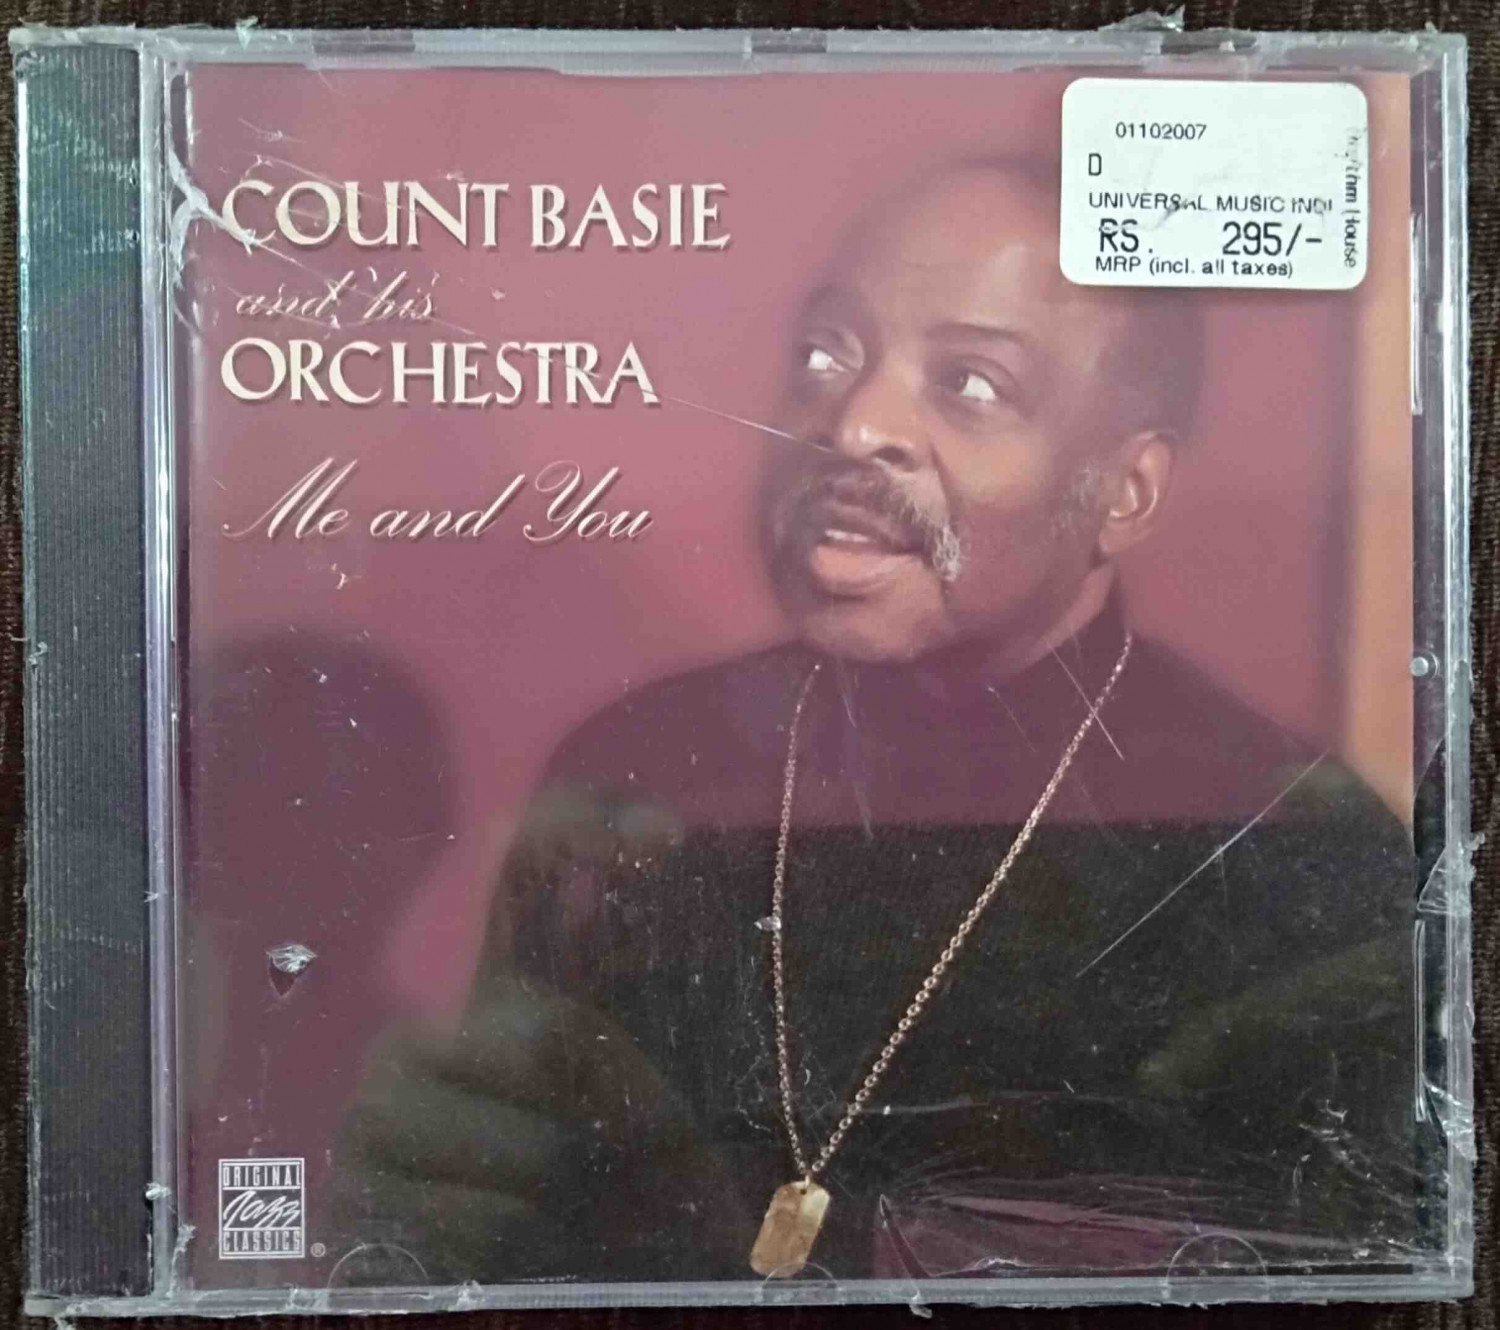 COUNT BASIE
and his
ORCHESTRA
Me and You
01102007
D
UNIVERSAL MUSIC INDI
RS. 295/-
MRP (incl. all taxes)
House
ORIGINAL
Jazz
CLASSICS
®